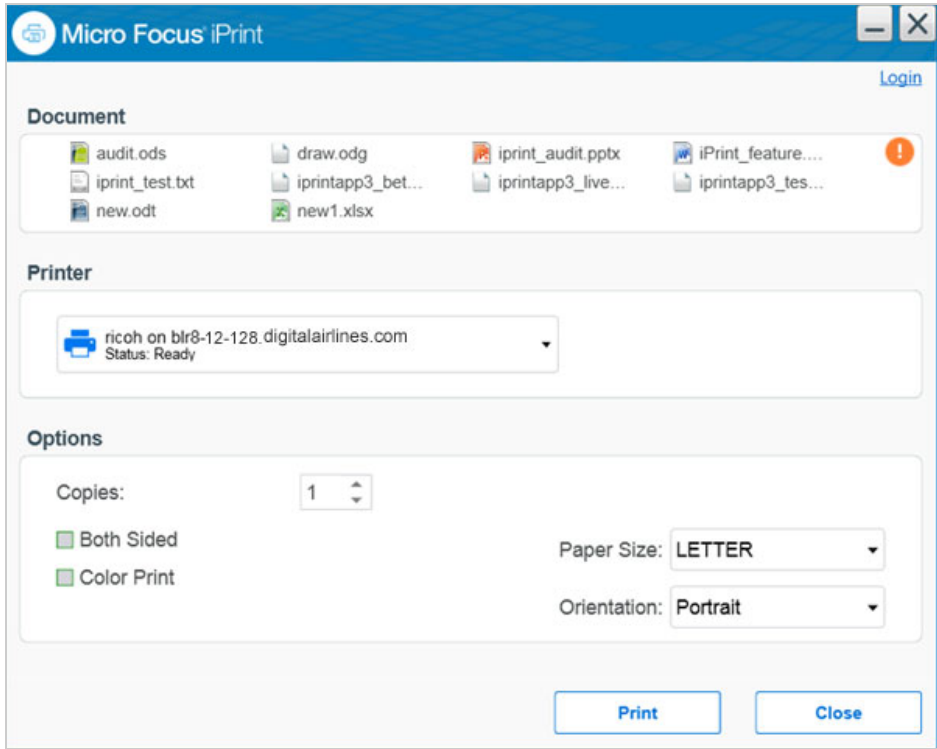 Micro Focus iPrint
Login
Document
audit.ods draw.odg iprint_audit.pptx iPrint_feature....
iprint_test.txt iprintapp3_bet... iprintapp3_live... iprintapp3_tes...
new.odt new1.xlsx
Printer
ricoh on blr8-12-128.digitalairlines.com
Status: Ready
Options
Copies: 1
Both Sided
Paper Size: LETTER
Color Print
Orientation: Portrait
Print Close